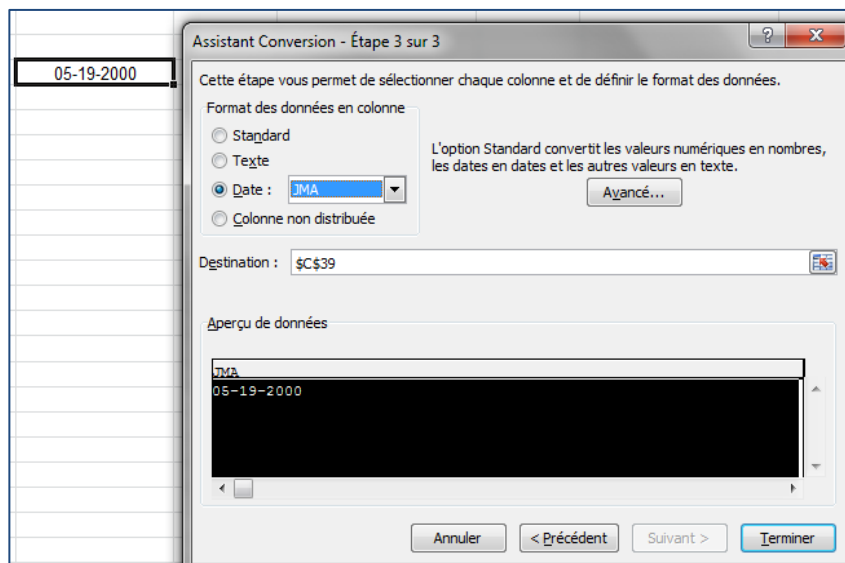 Assistant Conversion - Étape 3 sur 3
05-19-2000
Cette étape vous permet de sélectionner chaque colonne et de définir le format des données.
Format des données en colonne
Standard
Texte
Date : JMA
Colonne non distribuée
L'option Standard convertit les valeurs numériques en nombres,
les dates en dates et les autres valeurs en texte.
Avancé...
Destination : $C$39
Aperçu de données
JMA
05-19-2000
Annuler
< Précédent
Suivant >
Terminer